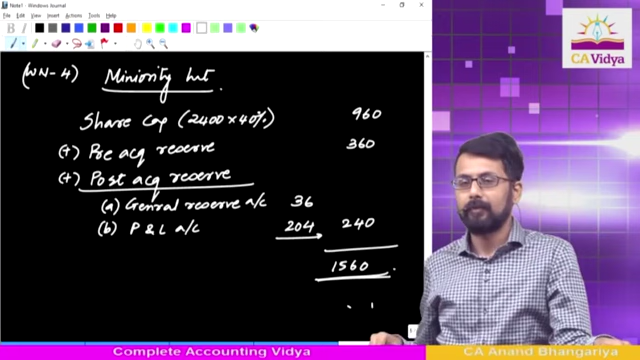 Note1 - Windows Journal
File Edit View Insert Actions Tools Help
B
CA Vidya
(WN-4) Miniority Int.
Share Cap (2400 x 40%) 960
(+) Pre acq reserve 360
(+) Post acq reserve
(a) General reserve a/c 36
(b) P & L a/c 204 240
1560
Complete Accounting Vidya
CA Anand Bhangariya